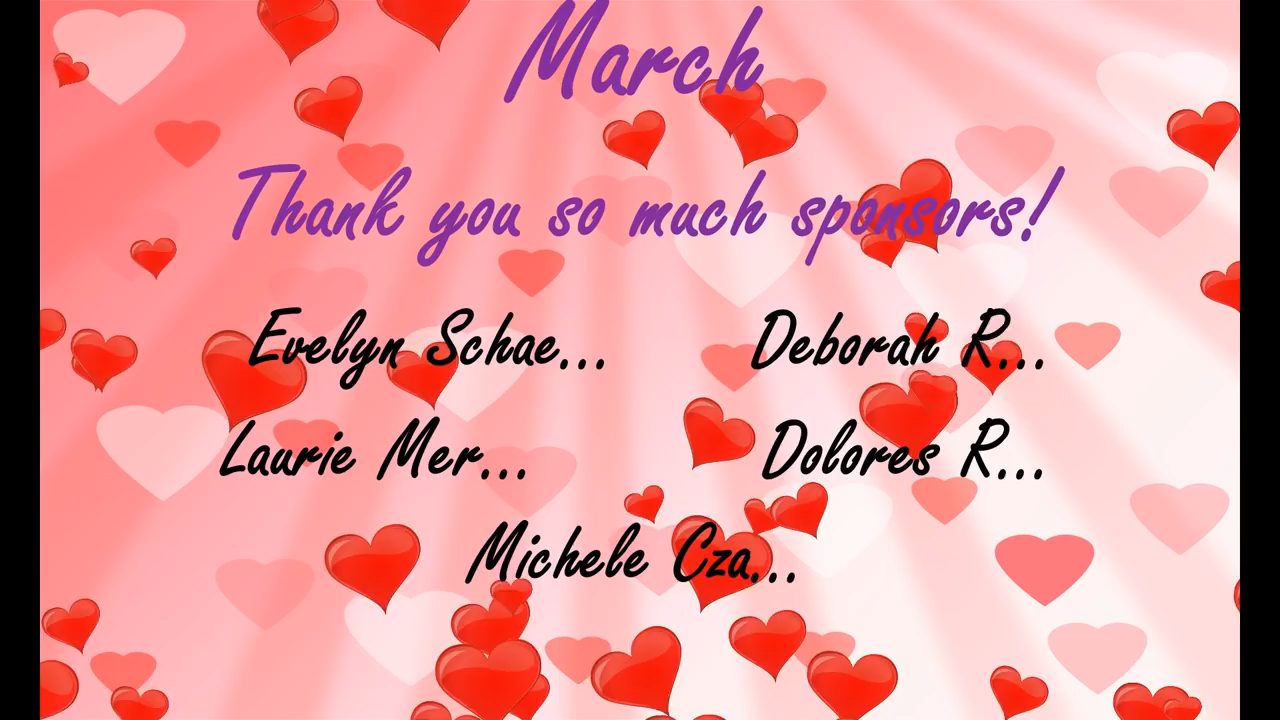 March
Thank you so much sponsors!
Evelyn Schae... Deborah R...
Laurie Mer... Dolores R...
Michele Cza...